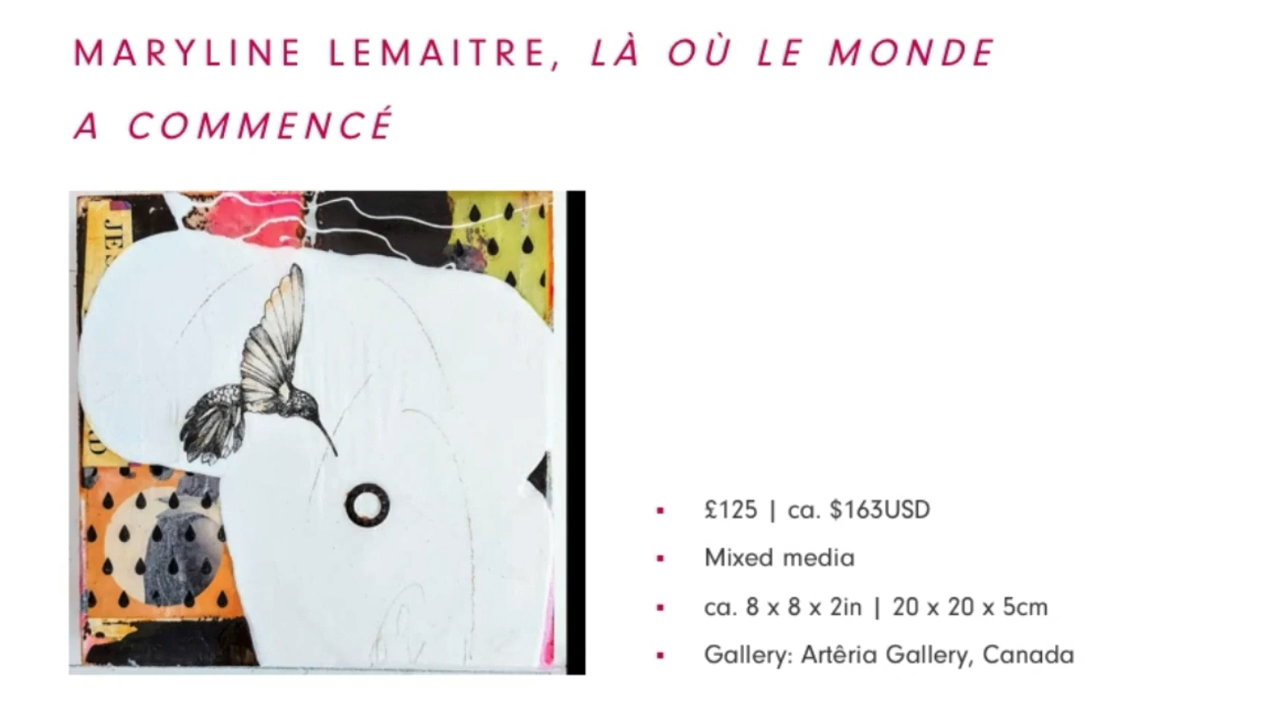 MARYLINE LEMAITRE, LÀ OÙ LE MONDE
A COMMENCÉ
JES
D
▪ £125 | ca. $163USD
▪ Mixed media
▪ ca. 8 x 8 x 2in | 20 x 20 x 5cm
▪ Gallery: Artêria Gallery, Canada